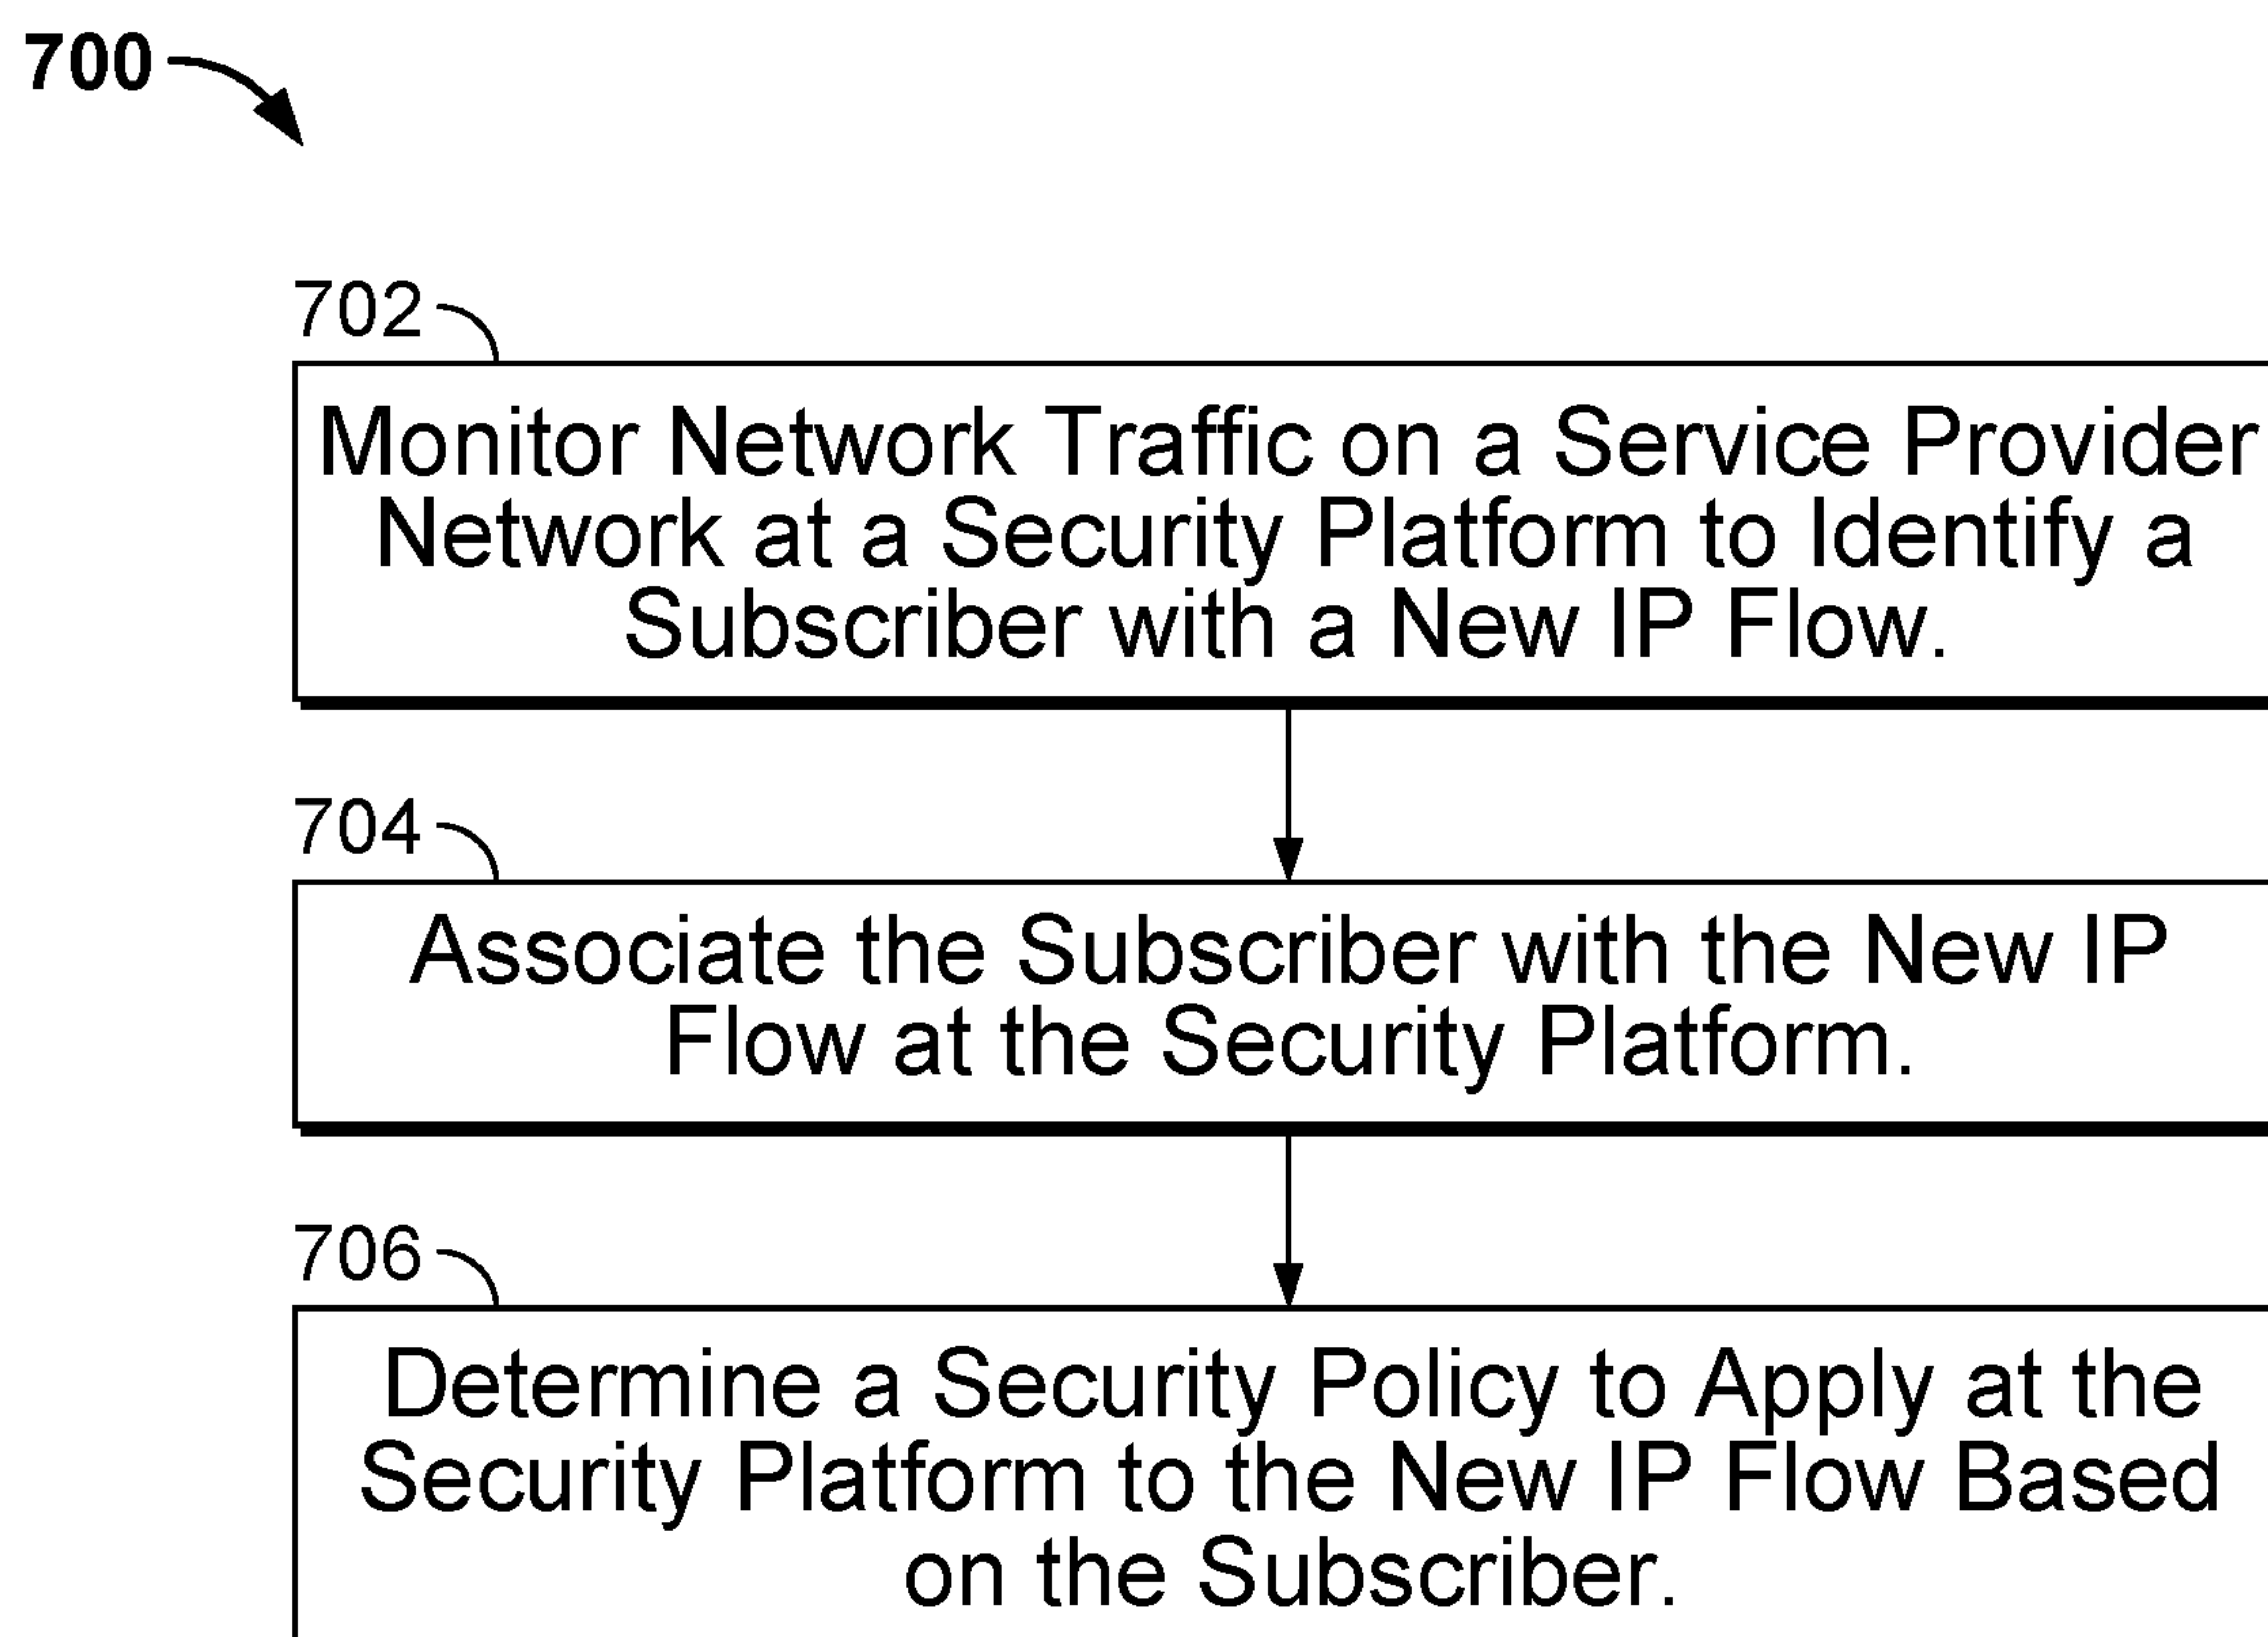 700
702
Monitor Network Traffic on a Service Provider
Network at a Security Platform to Identify a
Subscriber with a New IP Flow.
704
Associate the Subscriber with the New IP
Flow at the Security Platform.
706
Determine a Security Policy to Apply at the
Security Platform to the New IP Flow Based
on the Subscriber.